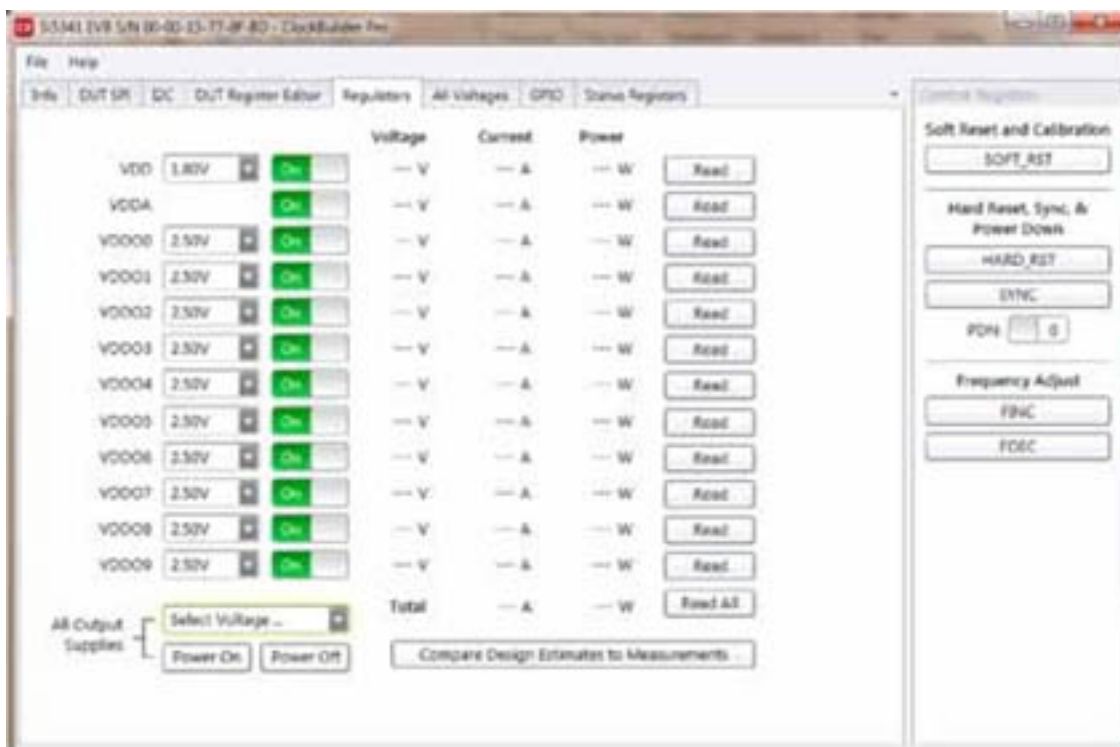 Si5341 EVB S/N 00-00-15-77-9F-BD - ClockBuilder Pro
File Help
Info DUT SPI I2C DUT Register Editor Regulators All Voltages GPIO Status Registers
Control Registers
Voltage Current Power
VDD 1.80V On --- V --- A --- W Read
VDDA On --- V --- A --- W Read
VDDO0 2.50V On --- V --- A --- W Read
VDDO1 2.50V On --- V --- A --- W Read
VDDO2 2.50V On --- V --- A --- W Read
VDDO3 2.50V On --- V --- A --- W Read
VDDO4 2.50V On --- V --- A --- W Read
VDDO5 2.50V On --- V --- A --- W Read
VDDO6 2.50V On --- V --- A --- W Read
VDDO7 2.50V On --- V --- A --- W Read
VDDO8 2.50V On --- V --- A --- W Read
VDDO9 2.50V On --- V --- A --- W Read
Total --- A --- W Read All
All Output
Supplies
Select Voltage ...
Power On Power Off
Compare Design Estimates to Measurements
Soft Reset and Calibration
SOFT_RST
Hard Reset, Sync, &
Power Down
HARD_RST
SYNC
PDN: 0
Frequency Adjust
FINC
FDEC